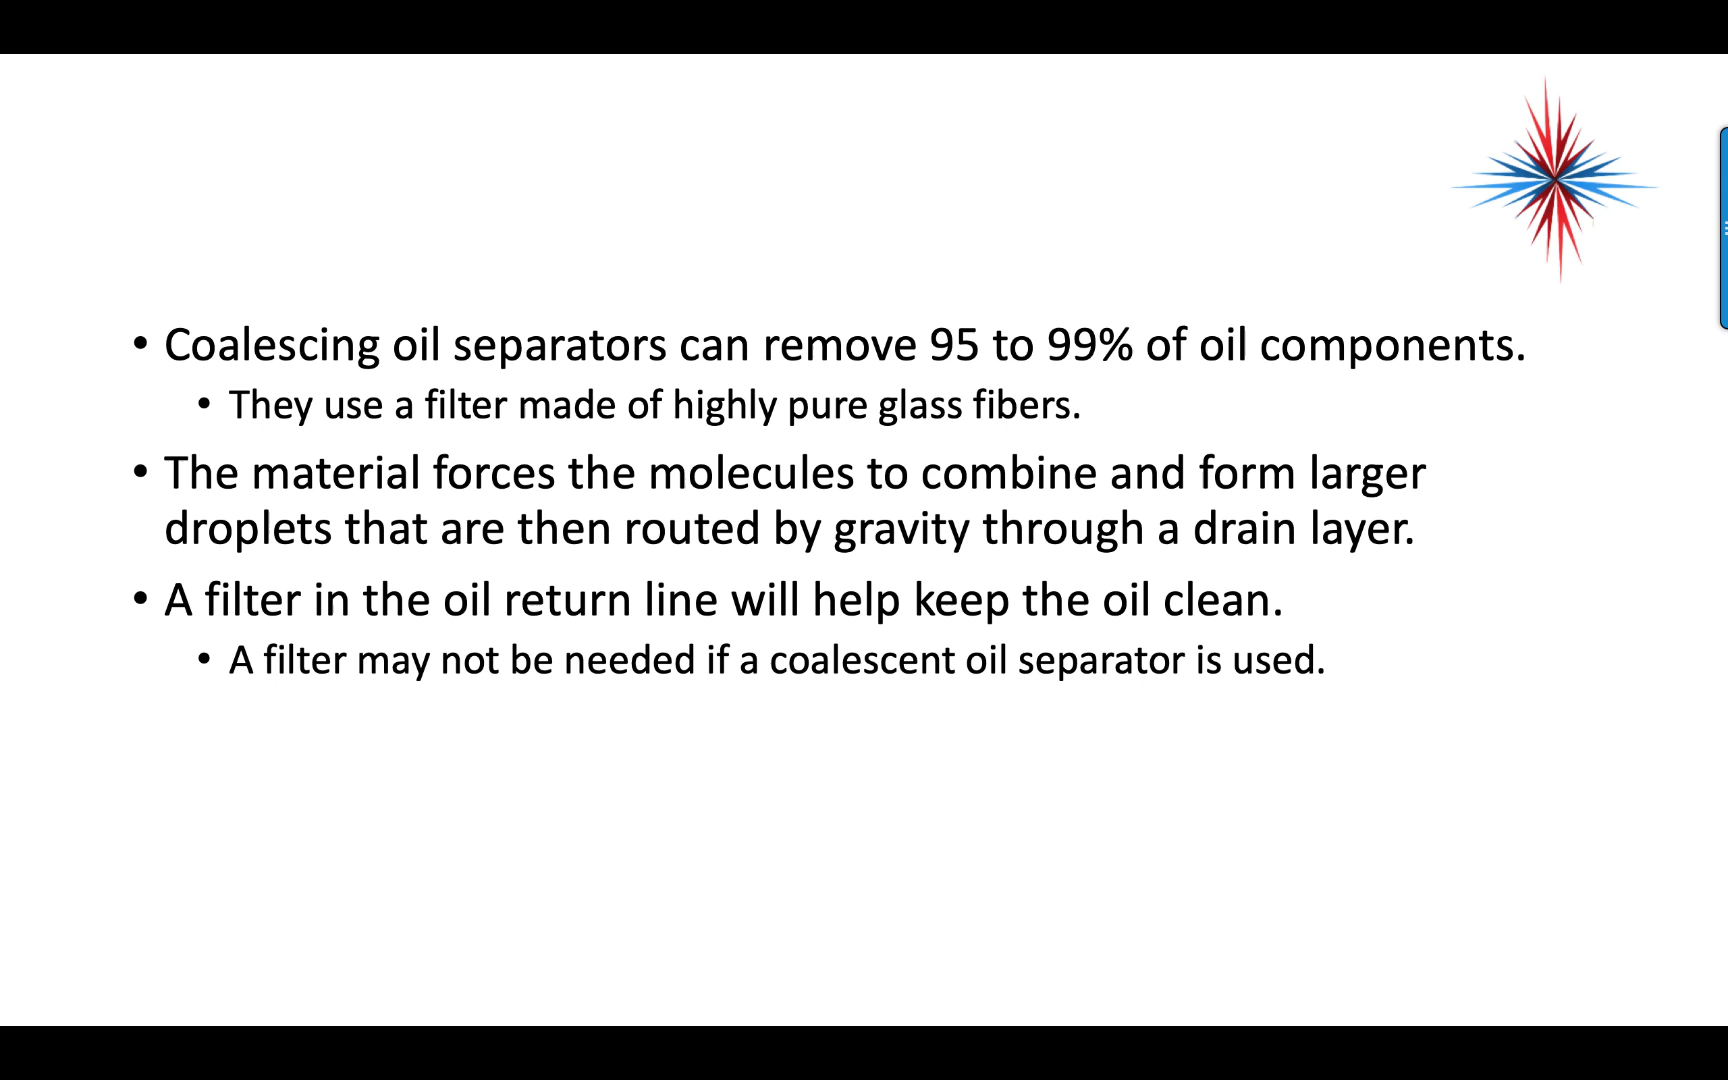 • Coalescing oil separators can remove 95 to 99% of oil components.
• They use a filter made of highly pure glass fibers.
• The material forces the molecules to combine and form larger
droplets that are then routed by gravity through a drain layer.
• A filter in the oil return line will help keep the oil clean.
• A filter may not be needed if a coalescent oil separator is used.